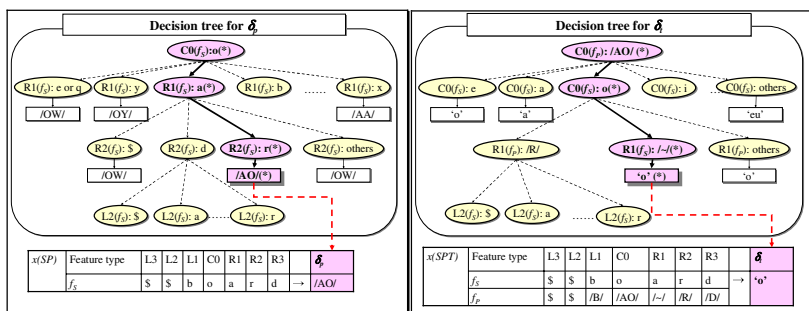 Decision tree for δp
C0(fS):o(*)
R1(fS): e or q R1(fS): y R1(fS): a(*) R1(fS): b ...... R1(fS): x
/OW/ /OY/ /AA/
R2(fS): $ R2(fS): d R2(fS): r(*) R2(fS): others
/OW/ /AO/(*) /OW/
L2(fS): $ L2(fS): a ...... L2(fS): r
x(SP) Feature type L3 L2 L1 C0 R1 R2 R3 δp
fS $ $ b o a r d → /AO/
Decision tree for δt
C0(fP): /AO/ (*)
C0(fS): e C0(fS): a C0(fS): o(*) C0(fS): i ...... C0(fS): others
'o' 'a' 'eu'
R1(fP): /R/ R1(fS): /~/(*) R1(fP): others
'o' (*) 'o'
L2(fS): $ L2(fS): a ...... L2(fS): r
x(SPT) Feature type L3 L2 L1 C0 R1 R2 R3 δt
fS $ $ b o a r d → 'o'
fP $ $ /B/ /AO/ /~/ /R/ /D/